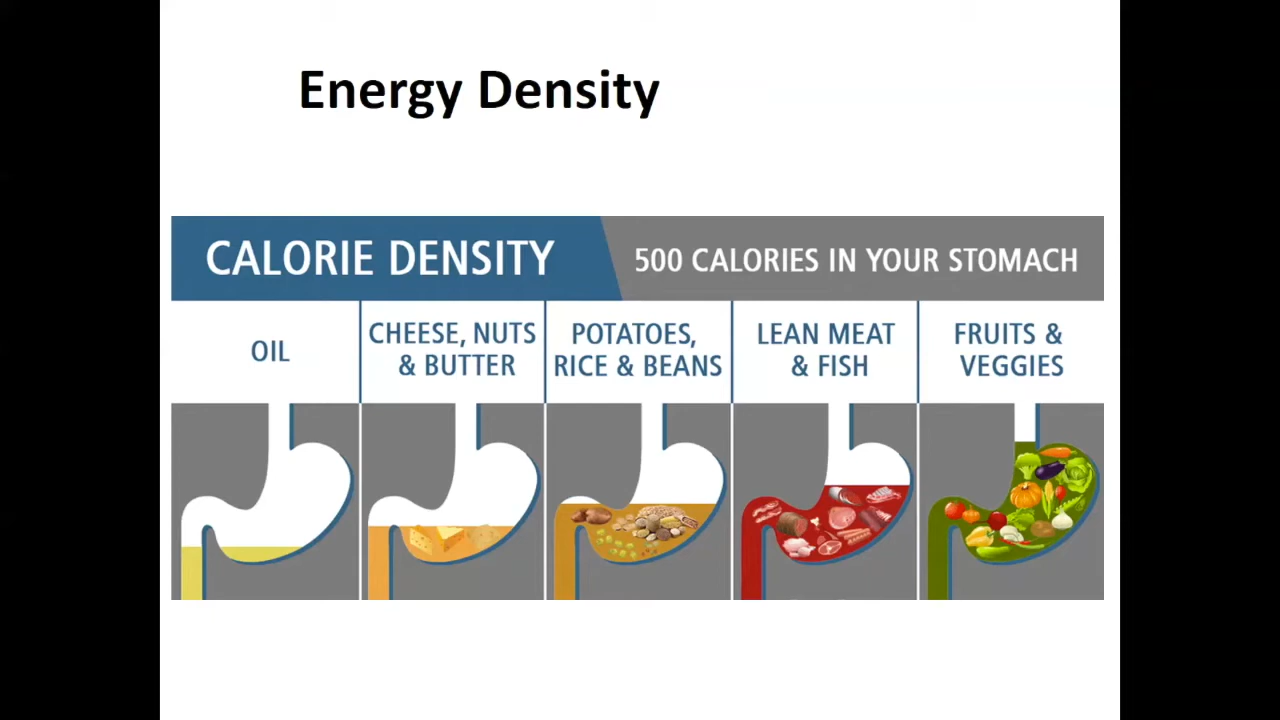 Energy Density
CALORIE DENSITY
500 CALORIES IN YOUR STOMACH
OIL
CHEESE, NUTS
& BUTTER
POTATOES,
RICE & BEANS
LEAN MEAT
& FISH
FRUITS &
VEGGIES